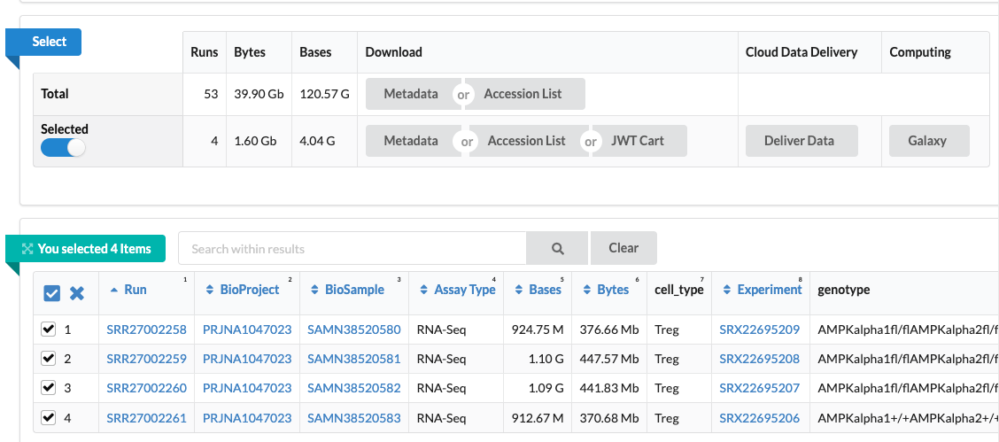 Select
Runs Bytes Bases Download Cloud Data Delivery Computing
Total 53 39.90 Gb 120.57 G Metadata or Accession List
Selected 4 1.60 Gb 4.04 G Metadata or Accession List or JWT Cart Deliver Data Galaxy
You selected 4 Items Search within results Clear
Run 1 BioProject 2 BioSample 3 Assay Type 4 Bases 5 Bytes 6 cell_type 7 Experiment 8 genotype
1 SRR27002258 PRJNA1047023 SAMN38520580 RNA-Seq 924.75 M 376.66 Mb Treg SRX22695209 AMPKalpha1fl/flAMPKalpha2fl/f
2 SRR27002259 PRJNA1047023 SAMN38520581 RNA-Seq 1.10 G 447.57 Mb Treg SRX22695208 AMPKalpha1fl/flAMPKalpha2fl/f
3 SRR27002260 PRJNA1047023 SAMN38520582 RNA-Seq 1.09 G 441.83 Mb Treg SRX22695207 AMPKalpha1fl/flAMPKalpha2fl/f
4 SRR27002261 PRJNA1047023 SAMN38520583 RNA-Seq 912.67 M 370.68 Mb Treg SRX22695206 AMPKalpha1+/+AMPKalpha2+/+